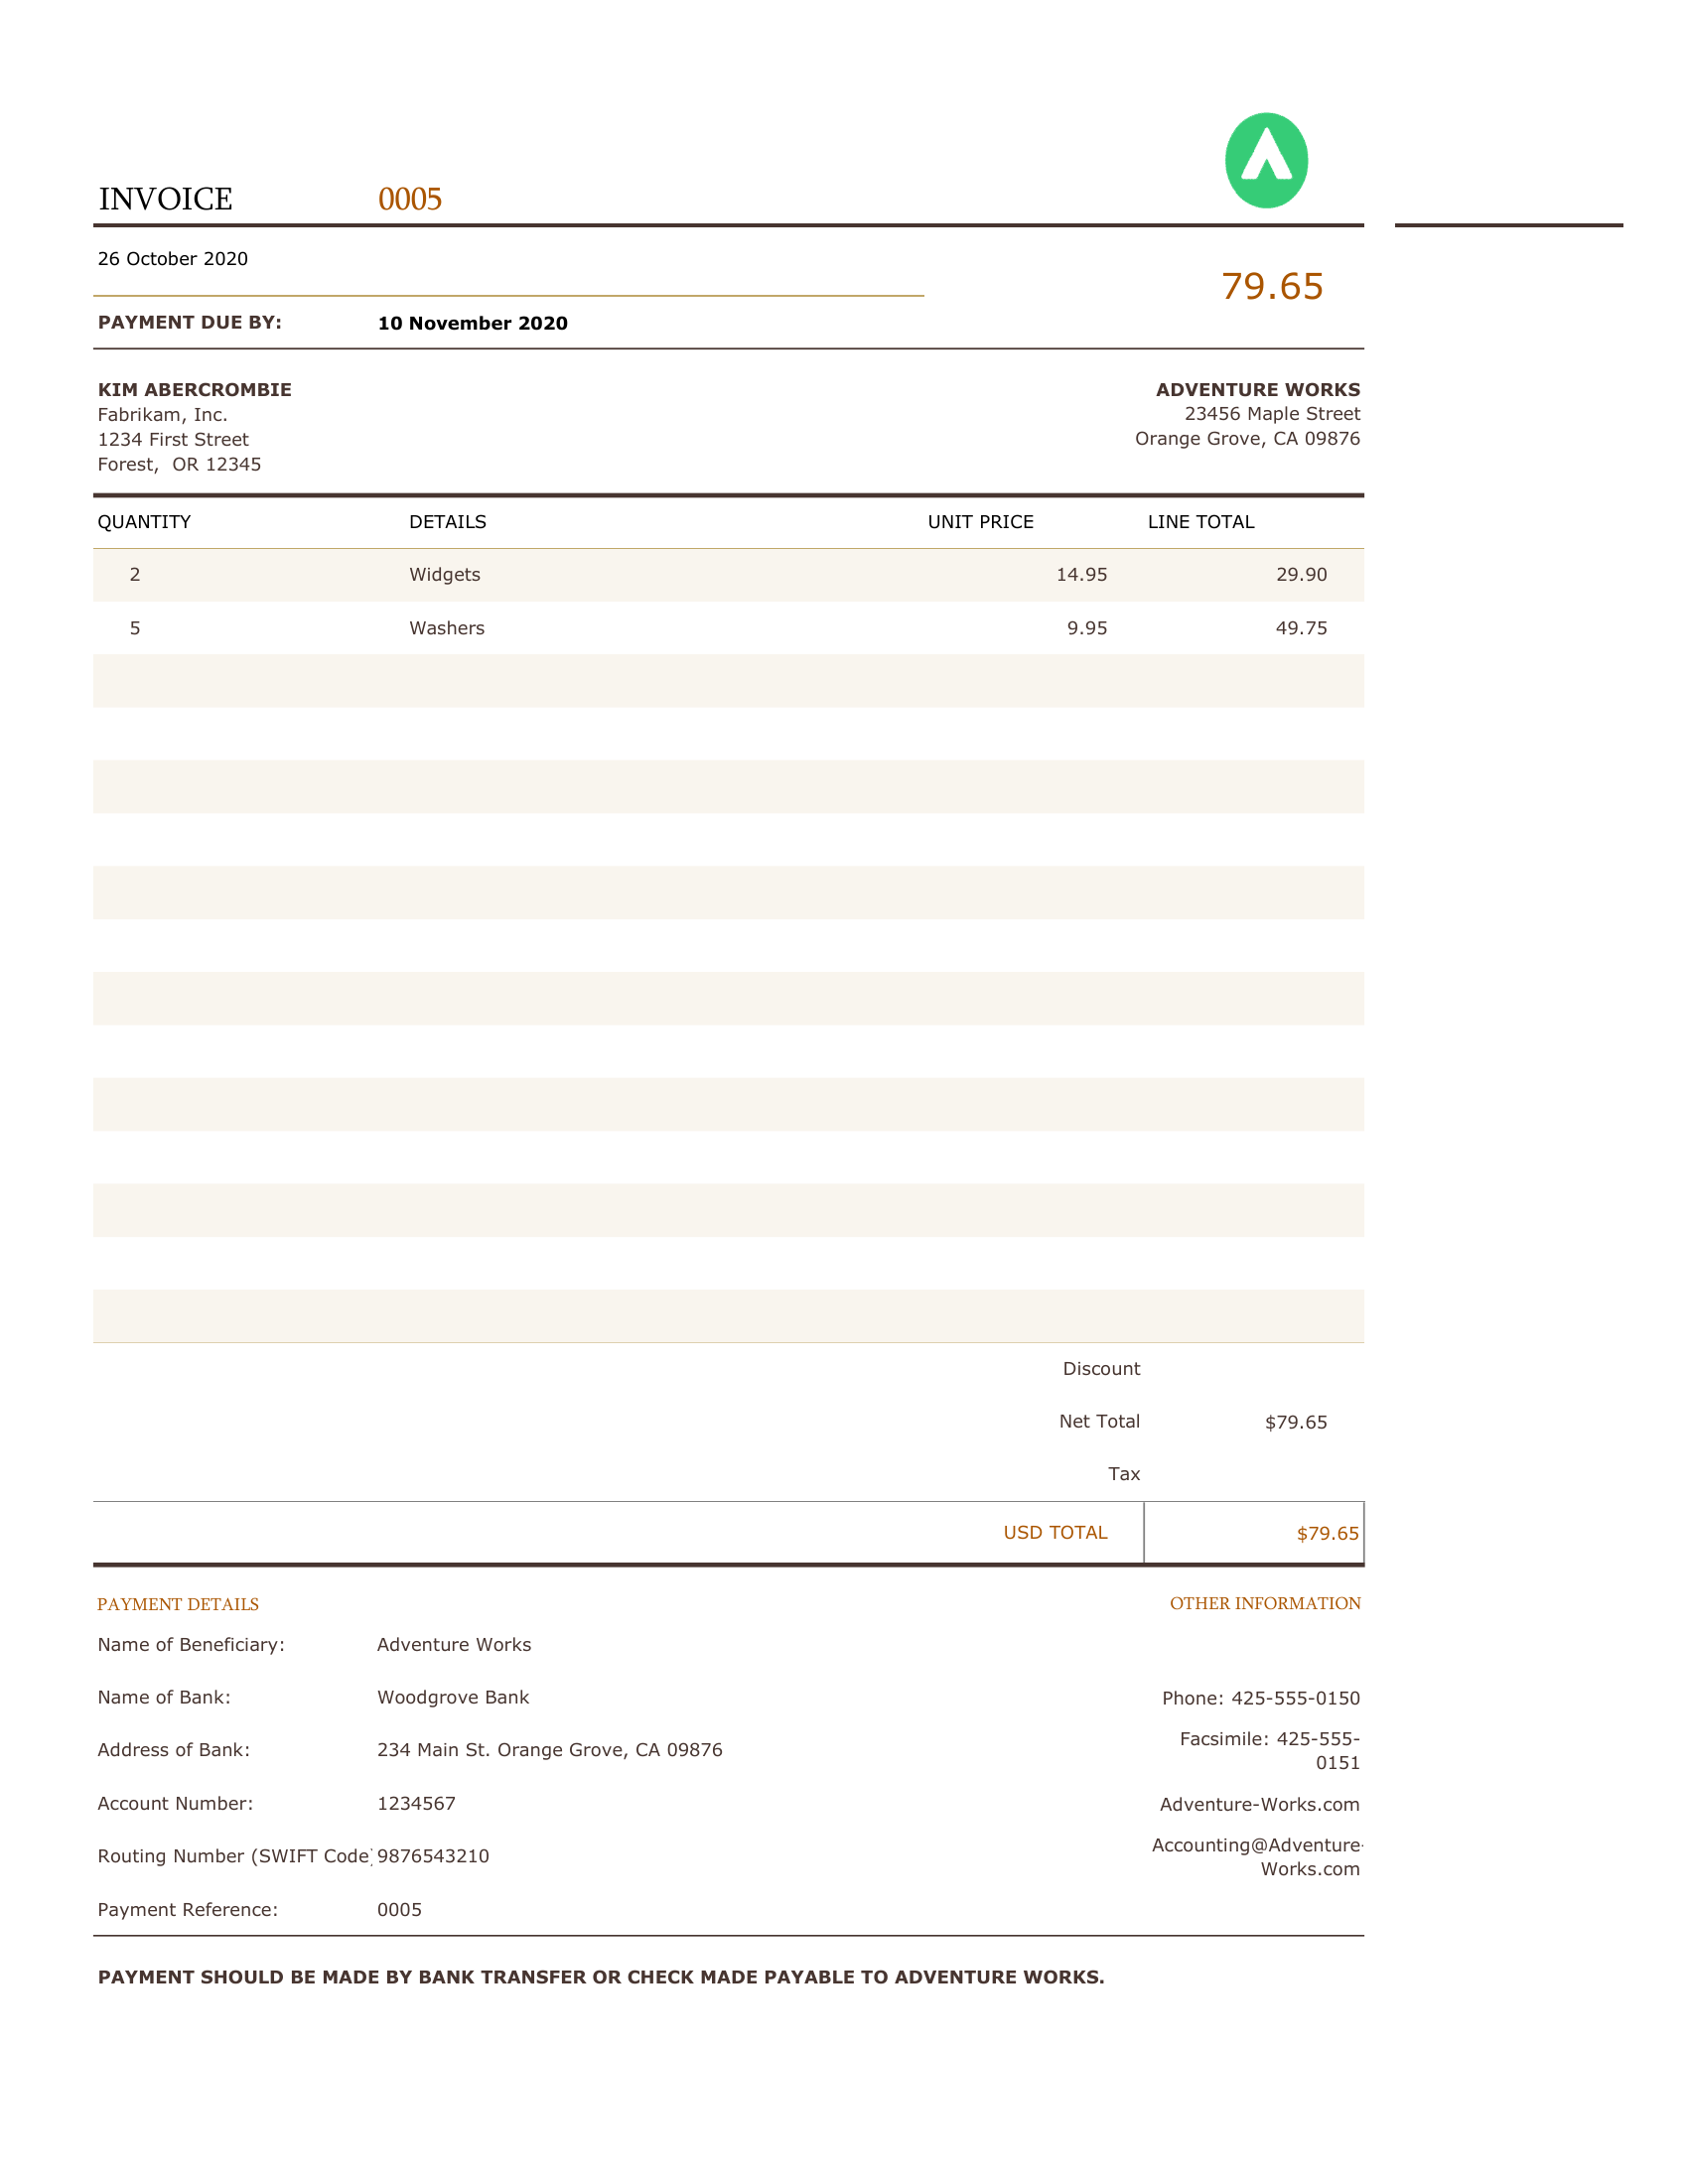 INVOICE 0005
26 October 2020
79.65
PAYMENT DUE BY: 10 November 2020
KIM ABERCROMBIE
Fabrikam, Inc.
1234 First Street
Forest,  OR 12345
ADVENTURE WORKS
23456 Maple Street
Orange Grove, CA 09876
QUANTITY DETAILS UNIT PRICE LINE TOTAL
2 Widgets 14.95 29.90
5 Washers 9.95 49.75
Discount
Net Total $79.65
Tax
USD TOTAL $79.65
PAYMENT DETAILS
Name of Beneficiary: Adventure Works
Name of Bank: Woodgrove Bank
Address of Bank: 234 Main St. Orange Grove, CA 09876
Account Number: 1234567
Routing Number (SWIFT Code) 9876543210
Payment Reference: 0005
OTHER INFORMATION
Phone: 425-555-0150
Facsimile: 425-555-
0151
Adventure-Works.com
Accounting@Adventure-
Works.com
PAYMENT SHOULD BE MADE BY BANK TRANSFER OR CHECK MADE PAYABLE TO ADVENTURE WORKS.